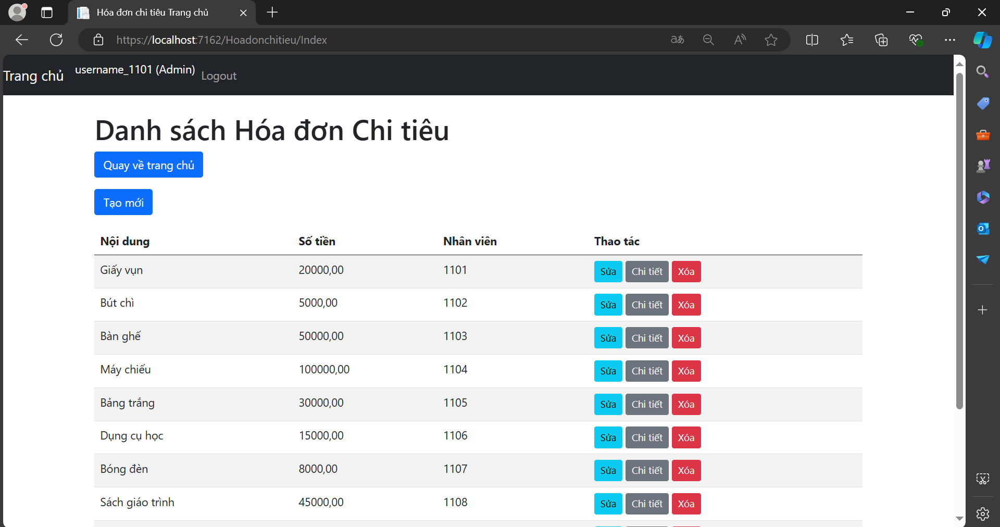 Hóa đơn chi tiêu Trang chủ
https://localhost:7162/Hoadonchitieu/Index
Trang chủ username_1101 (Admin) Logout
Danh sách Hóa đơn Chi tiêu
Quay về trang chủ
Tạo mới
Nội dung Số tiền Nhân viên Thao tác
Giấy vụn 20000,00 1101 Sửa Chi tiết Xóa
Bút chì 5000,00 1102 Sửa Chi tiết Xóa
Bàn ghế 50000,00 1103 Sửa Chi tiết Xóa
Máy chiếu 100000,00 1104 Sửa Chi tiết Xóa
Bảng trắng 30000,00 1105 Sửa Chi tiết Xóa
Dụng cụ học 15000,00 1106 Sửa Chi tiết Xóa
Bóng đèn 8000,00 1107 Sửa Chi tiết Xóa
Sách giáo trình 45000,00 1108 Sửa Chi tiết Xóa